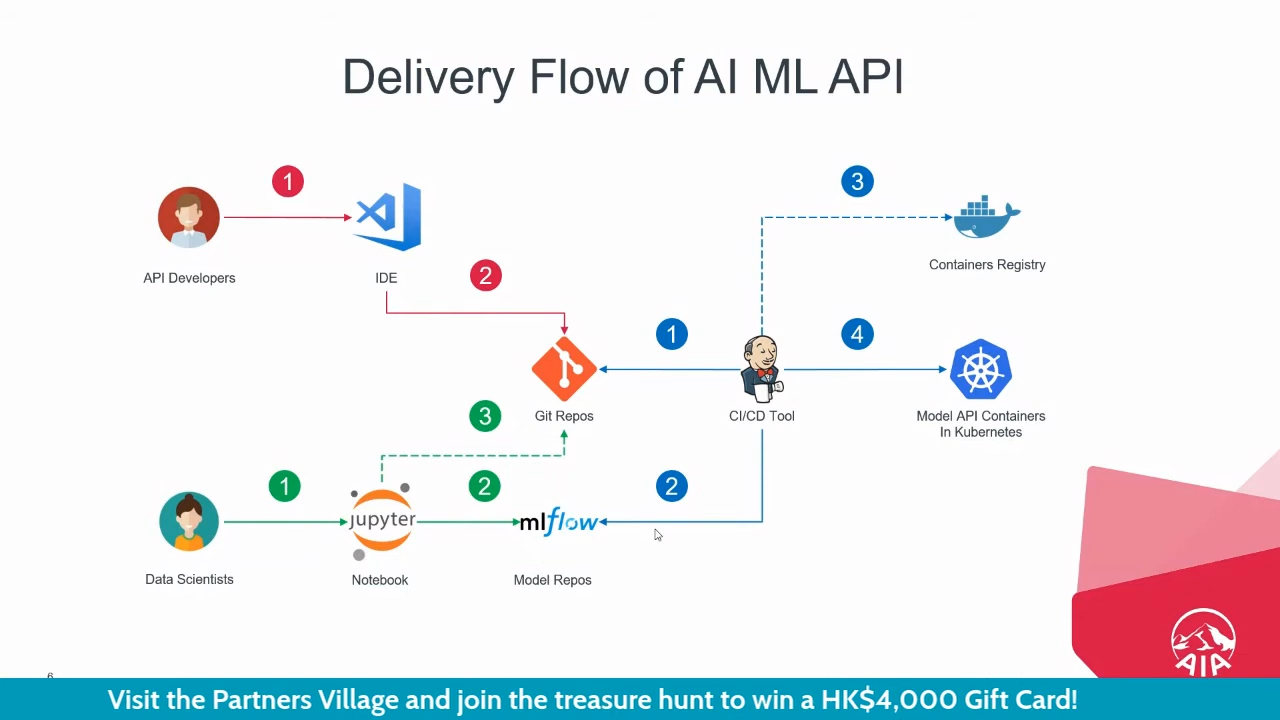 Delivery Flow of AI ML API
1
3
API Developers
IDE
Containers Registry
2
1
4
Git Repos
CI/CD Tool
Model API Containers
In Kubernetes
3
1
2
2
jupyter
mlflow
Data Scientists
Notebook
Model Repos
AIA
6
Visit the Partners Village and join the treasure hunt to win a HK$4,000 Gift Card!